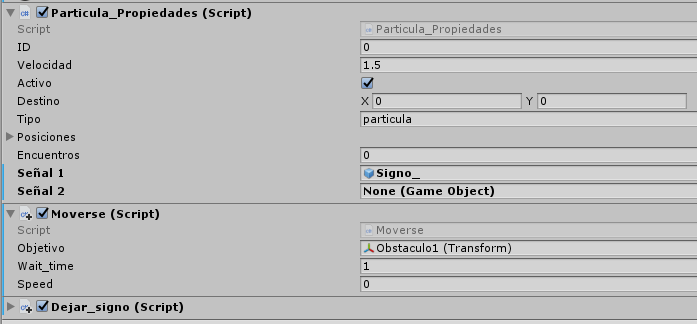 Particula_Propiedades (Script)
Script Particula_Propiedades
ID 0
Velocidad 1.5
Activo
Destino X 0 Y 0
Tipo particula
Posiciones
Encuentros 0
Señal 1 Signo_
Señal 2 None (Game Object)
Moverse (Script)
Script Moverse
Objetivo Obstaculo1 (Transform)
Wait_time 1
Speed 0
Dejar_signo (Script)